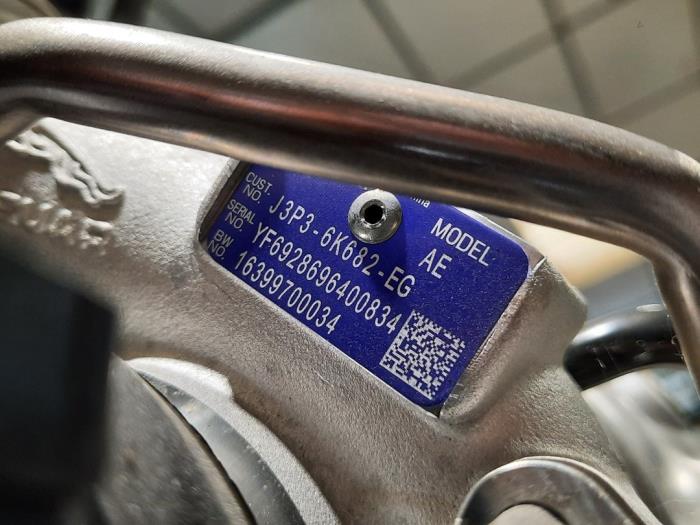 MODEL
AE
CUST. NO. J3P3-6K682-EG
SERIAL NO. YF6928696400834
BW NO. 16399700034